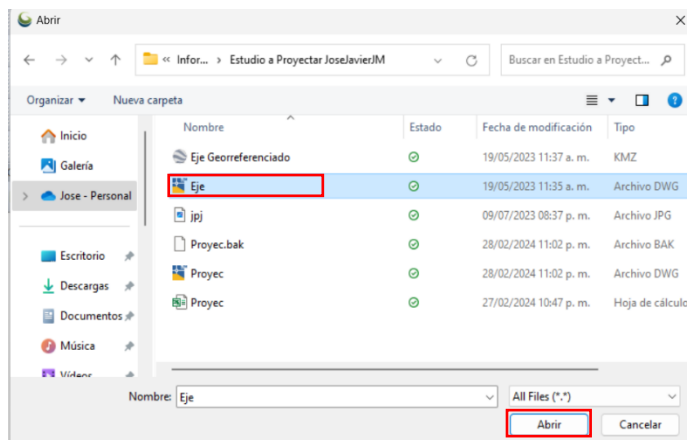 Abrir
« Infor... > Estudio a Proyectar JoseJavierJM
Buscar en Estudio a Proyect...
Organizar Nueva carpeta
Nombre Estado Fecha de modificación Tipo
Inicio
Galería
Jose - Personal
Escritorio
Descargas
Documentos
Música
Vídeos
Eje Georreferenciado 19/05/2023 11:37 a. m. KMZ
Eje 19/05/2023 11:35 a. m. Archivo DWG
jpj 09/07/2023 08:37 p. m. Archivo JPG
Proyec.bak 28/02/2024 11:02 p. m. Archivo BAK
Proyec 28/02/2024 11:02 p. m. Archivo DWG
Proyec 27/02/2024 10:47 p. m. Hoja de cálculo
Nombre: Eje All Files (*.*)
Abrir Cancelar